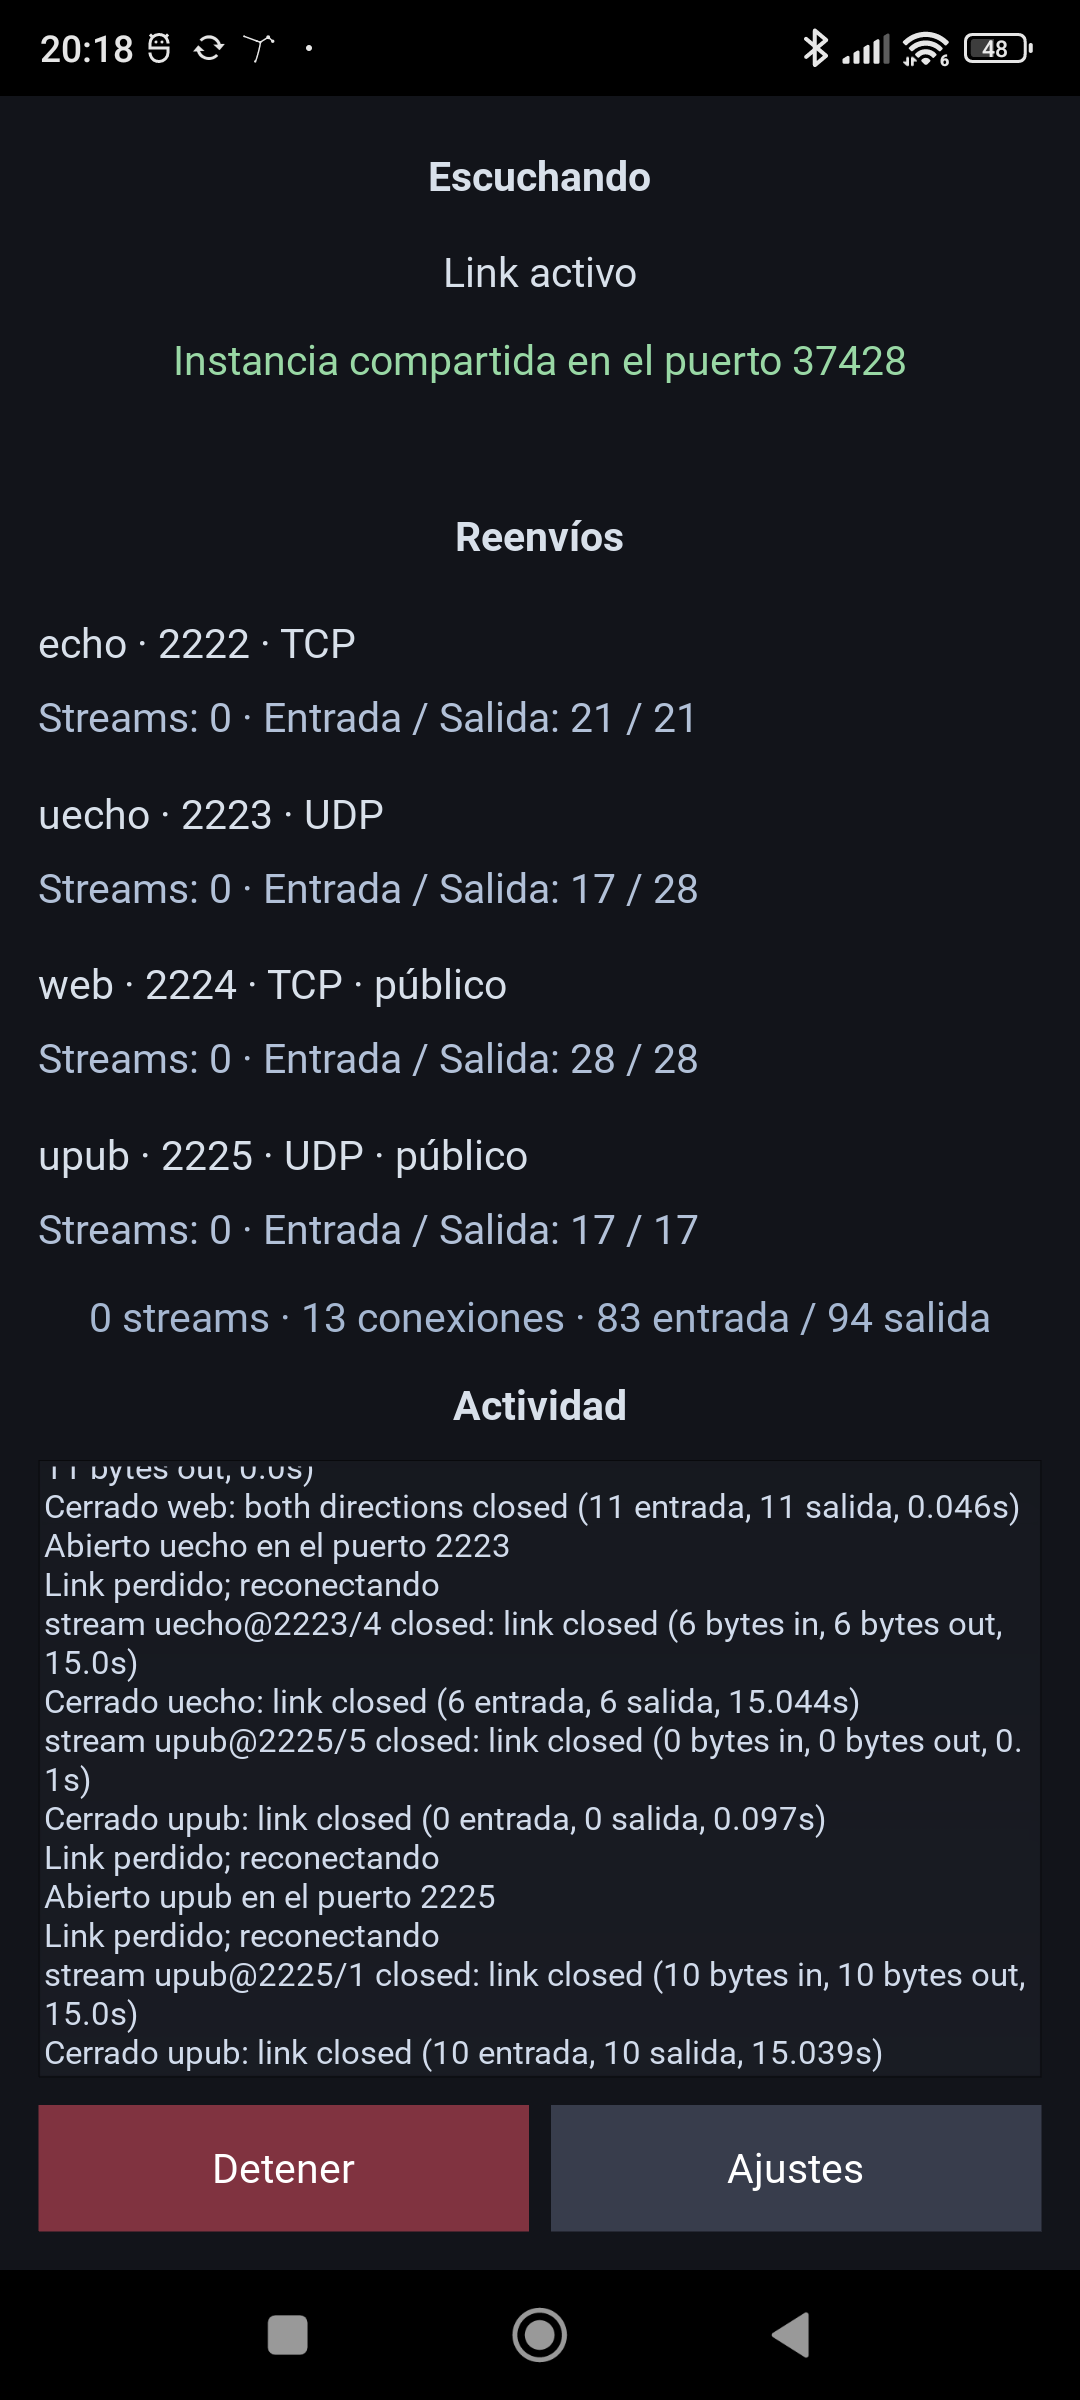 20:18
6
48
Escuchando
Link activo
Instancia compartida en el puerto 37428
Reenvíos
echo · 2222 · TCP
Streams: 0 · Entrada / Salida: 21 / 21
uecho · 2223 · UDP
Streams: 0 · Entrada / Salida: 17 / 28
web · 2224 · TCP · público
Streams: 0 · Entrada / Salida: 28 / 28
upub · 2225 · UDP · público
Streams: 0 · Entrada / Salida: 17 / 17
0 streams · 13 conexiones · 83 entrada / 94 salida
Actividad
11 bytes out, 0.0s)
Cerrado web: both directions closed (11 entrada, 11 salida, 0.046s)
Abierto uecho en el puerto 2223
Link perdido; reconectando
stream uecho@2223/4 closed: link closed (6 bytes in, 6 bytes out,
15.0s)
Cerrado uecho: link closed (6 entrada, 6 salida, 15.044s)
stream upub@2225/5 closed: link closed (0 bytes in, 0 bytes out, 0.
1s)
Cerrado upub: link closed (0 entrada, 0 salida, 0.097s)
Link perdido; reconectando
Abierto upub en el puerto 2225
Link perdido; reconectando
stream upub@2225/1 closed: link closed (10 bytes in, 10 bytes out,
15.0s)
Cerrado upub: link closed (10 entrada, 10 salida, 15.039s)
Detener
Ajustes